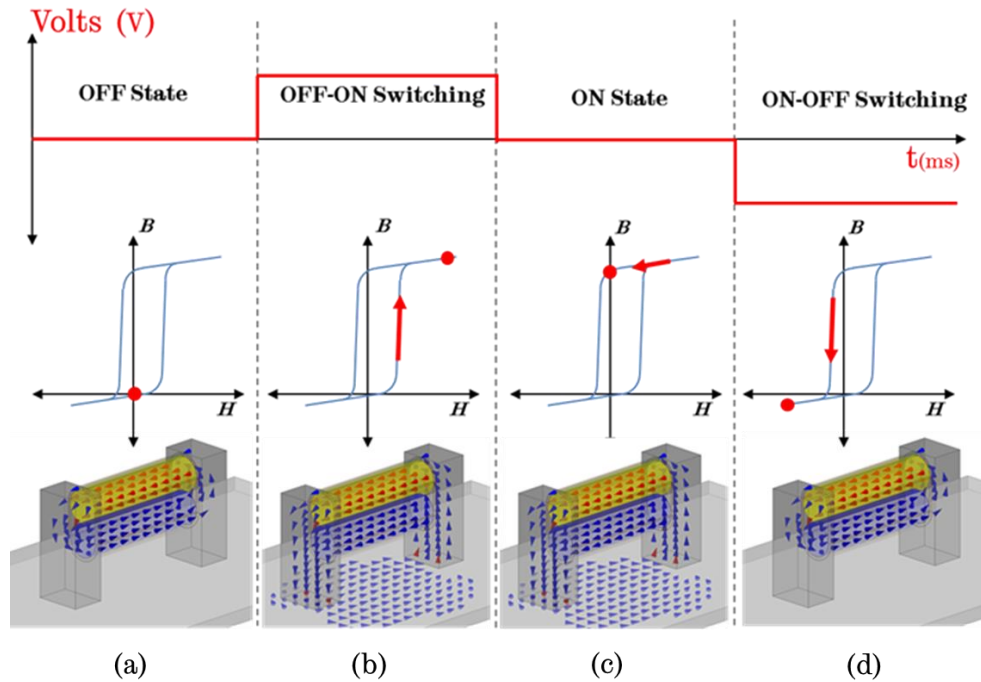 Volts (V)
OFF State
OFF-ON Switching
ON State
ON-OFF Switching
t(ms)
B
H
B
H
B
H
B
H
(a)
(b)
(c)
(d)